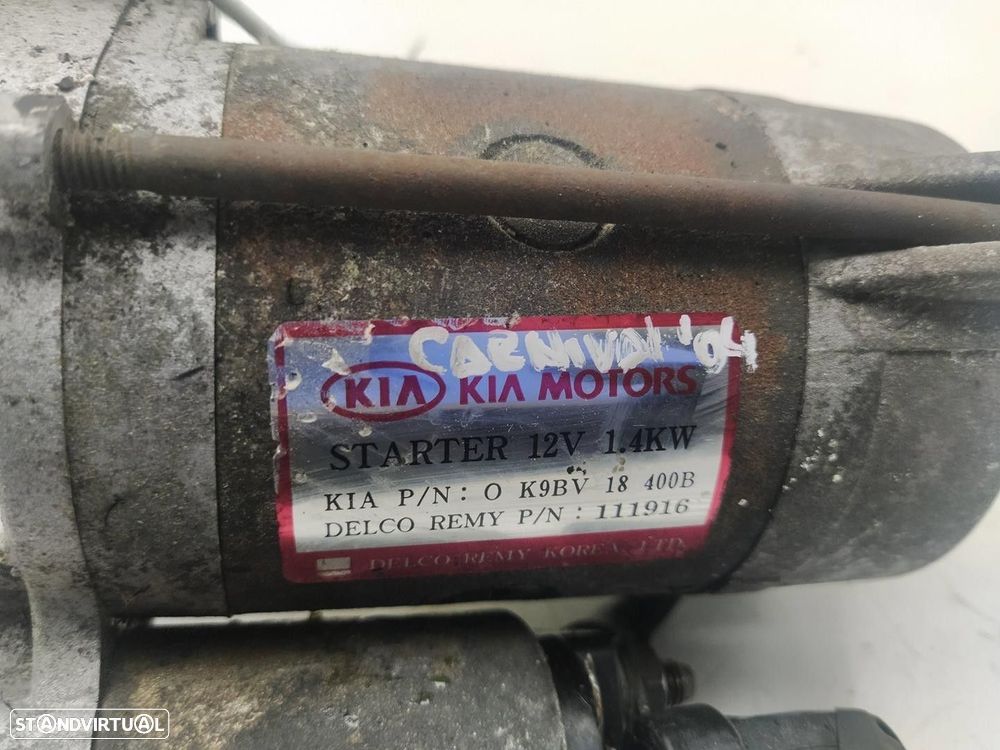 CARNIVAl '04
KIA KIA MOTORS
STARTER 12V 1.4KW
KIA P/N: O K9BV 18 400B
DELCO REMY P/N : 111916
DELCO REMY KOREA LTD.
STANDVIRTUAL